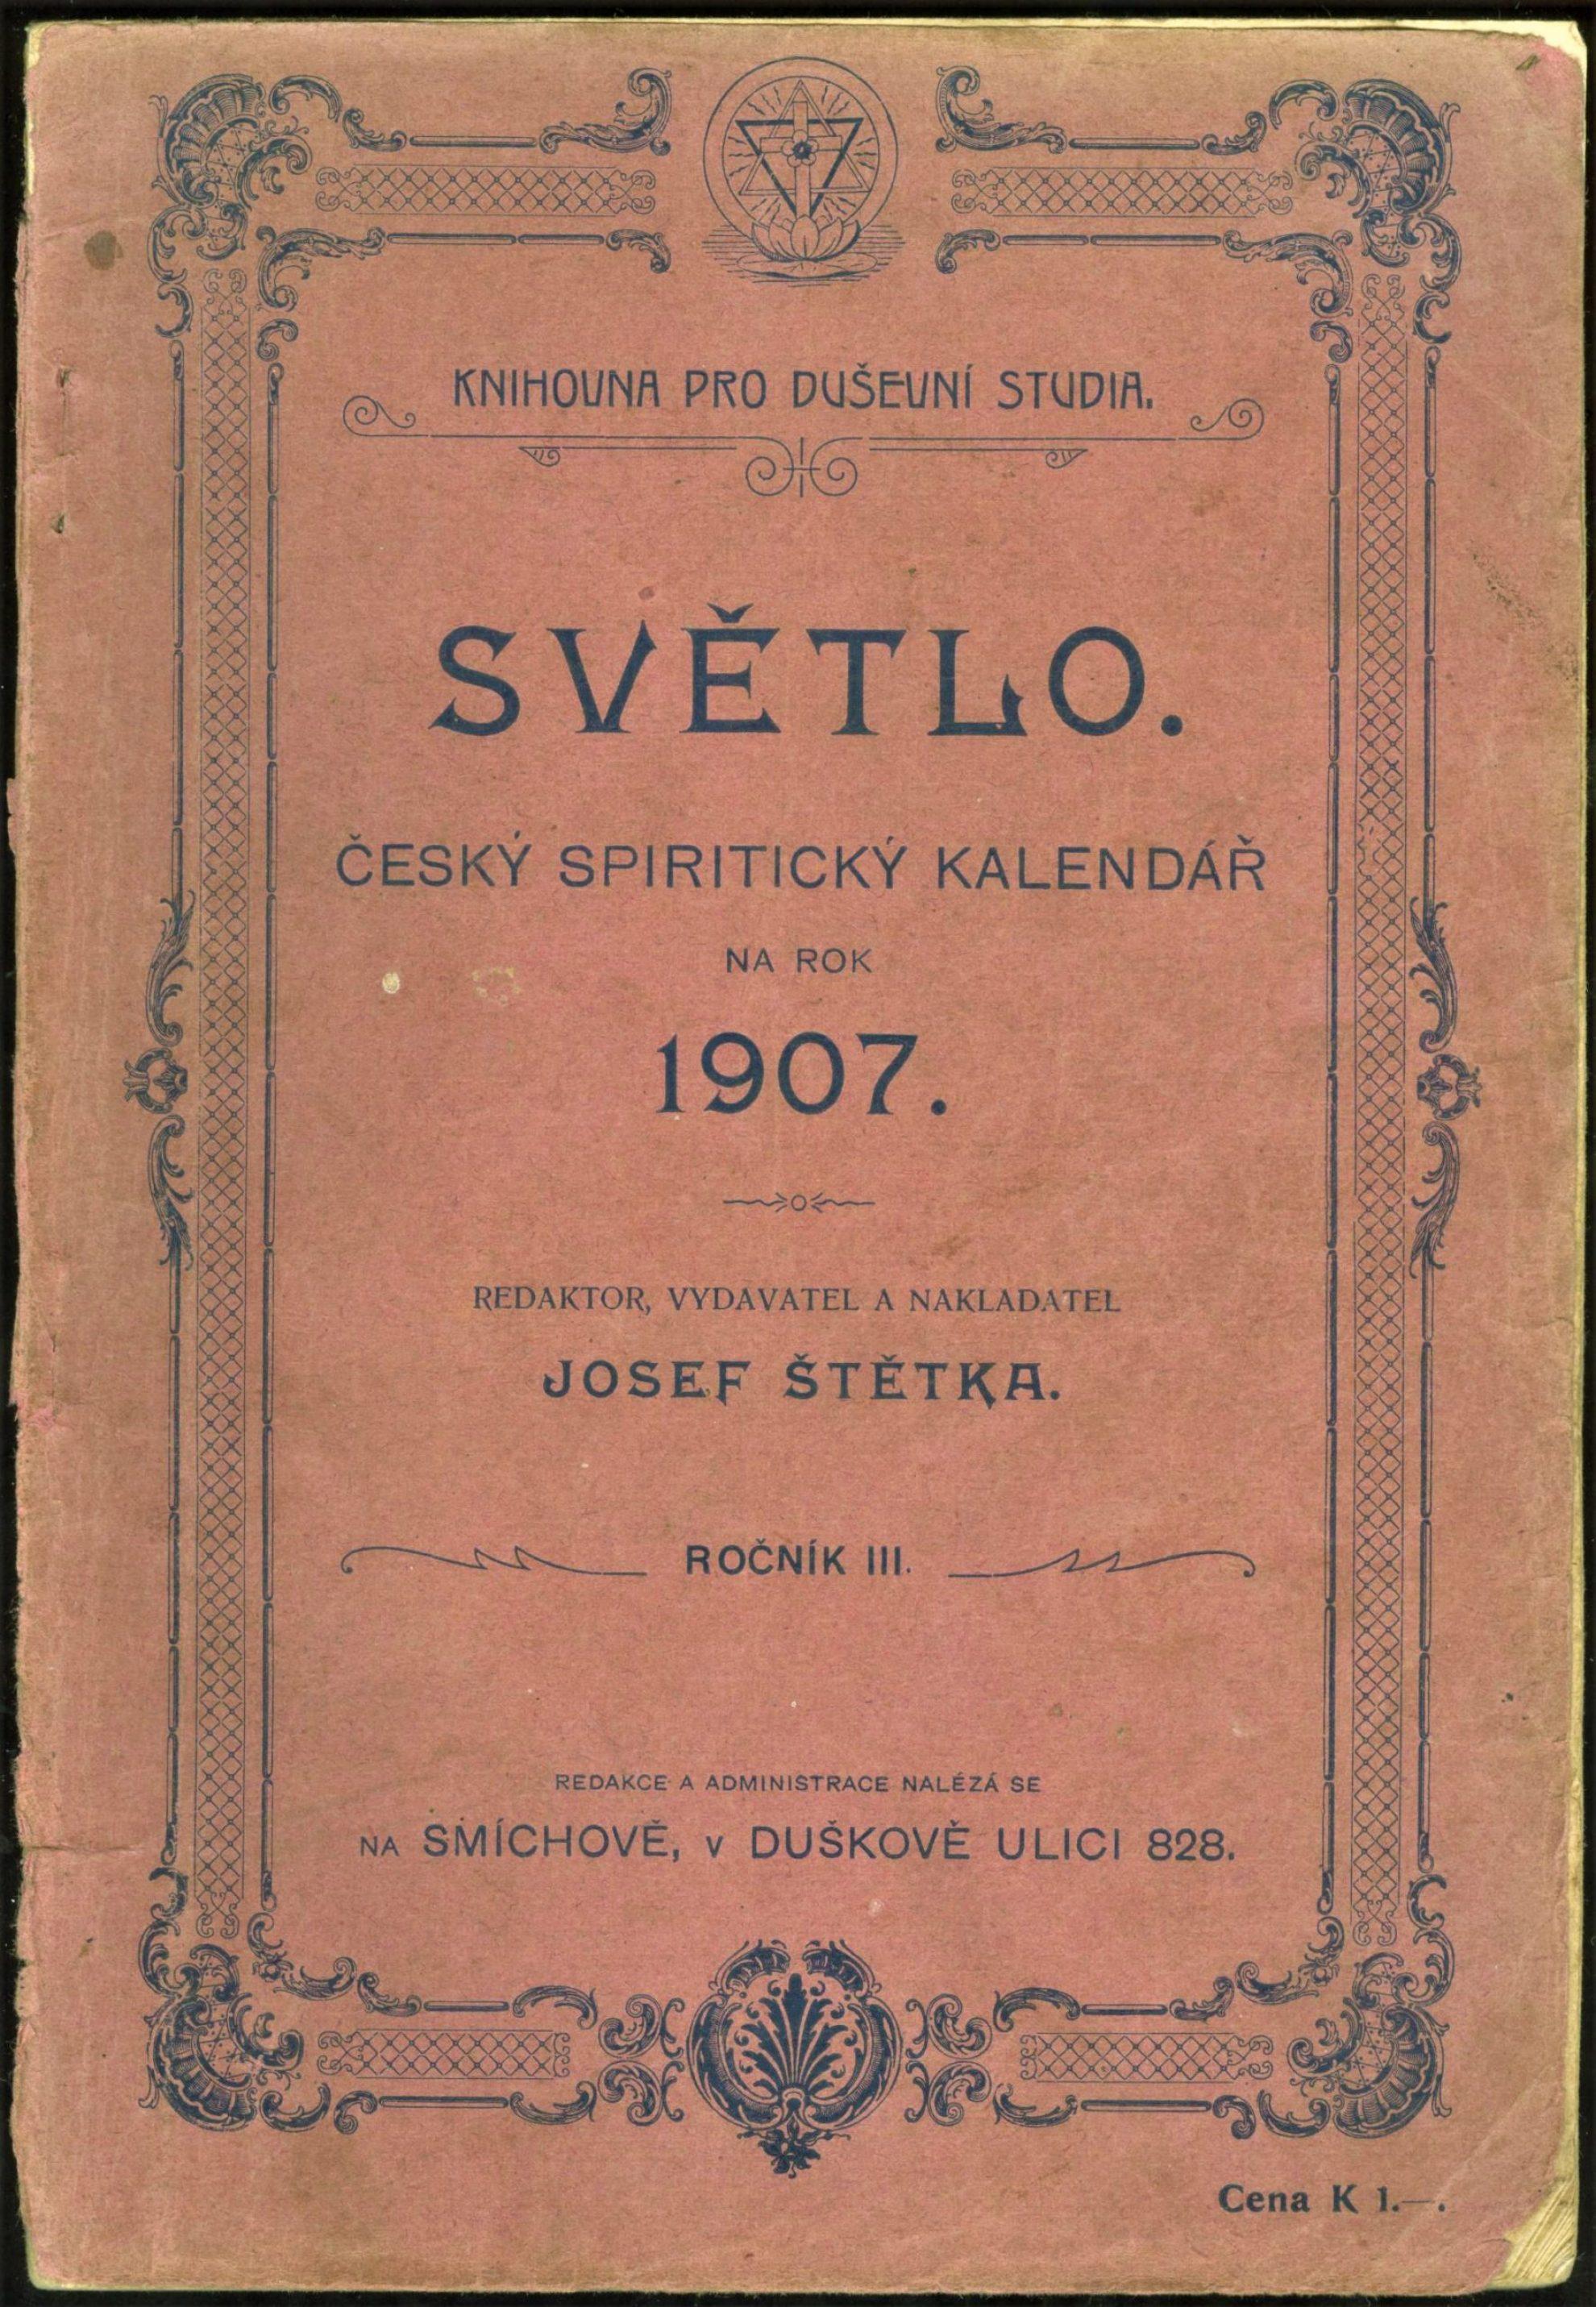 KNIHOVNA PRO DUŠEVNÍ STUDIA.
SVĚTLO.
ČESKÝ SPIRITICKÝ KALENDÁŘ
NA ROK
1907.
REDAKTOR, VYDAVATEL A NAKLADATEL
JOSEF ŠTĚTKA.
ROČNÍK III.
REDAKCE A ADMINISTRACE NALÉZÁ SE
NA SMÍCHOVĚ, V DUŠKOVĚ ULICI 828.
Cena K 1.—.